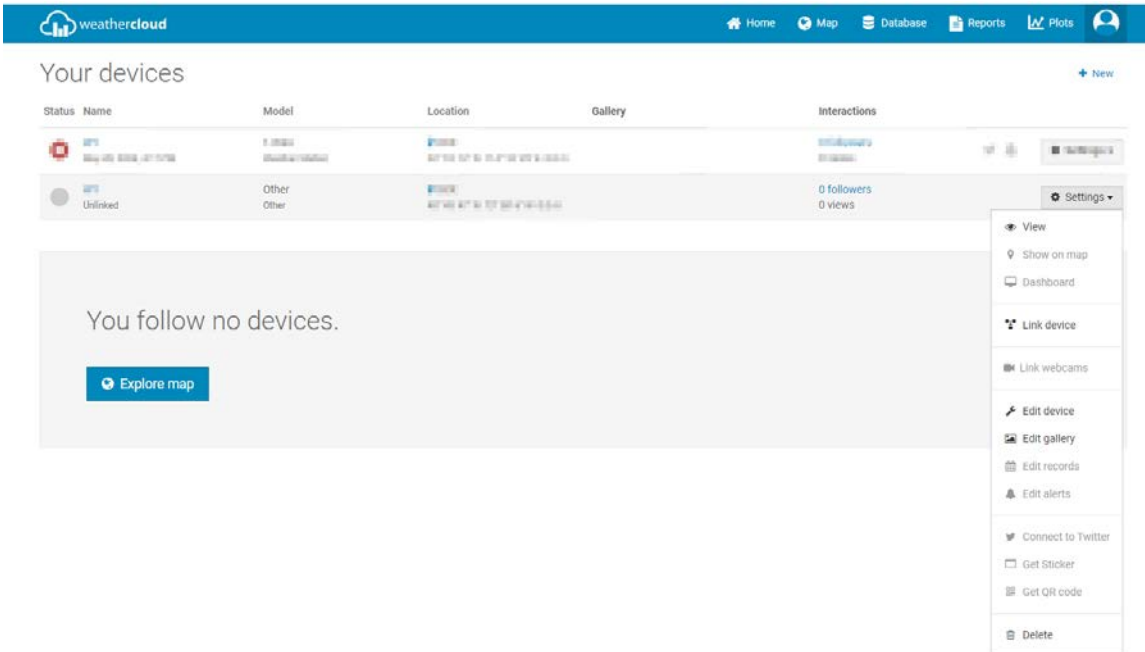 weathercloud Home Map Database Reports Plots
Your devices
+ New
Status Name Model Location Gallery Interactions
Other 0 followers Settings
Unlinked Other 0 views
View
Show on map
Dashboard
Link device
You follow no devices.
Link webcams
Explore map
Edit device
Edit gallery
Edit records
Edit alerts
Connect to Twitter
Get Sticker
Get QR code
Delete